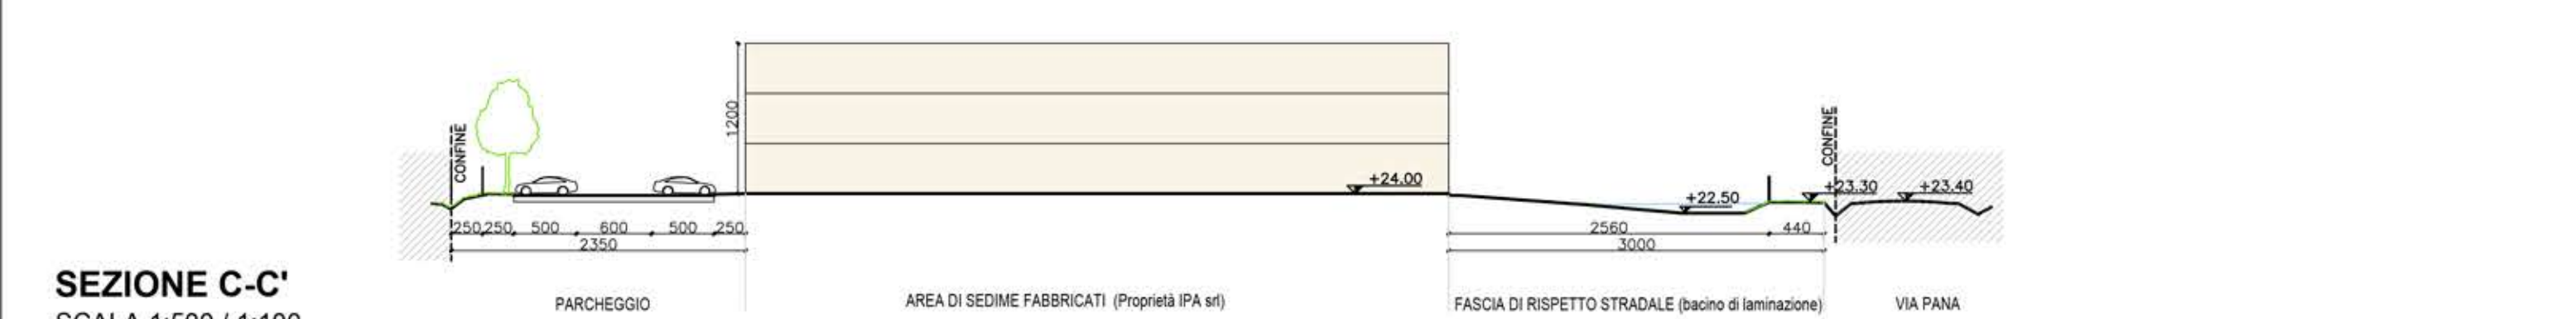 1200
CONFINE
CONFINE
+24.00
+22.50
+23.30
+23.40
250 250 500 600 500 250
2350
2560 440
3000
SEZIONE C-C'
PARCHEGGIO
AREA DI SEDIME FABBRICATI (Proprietà IPA srl)
FASCIA DI RISPETTO STRADALE (bacino di laminazione)
VIA PANA